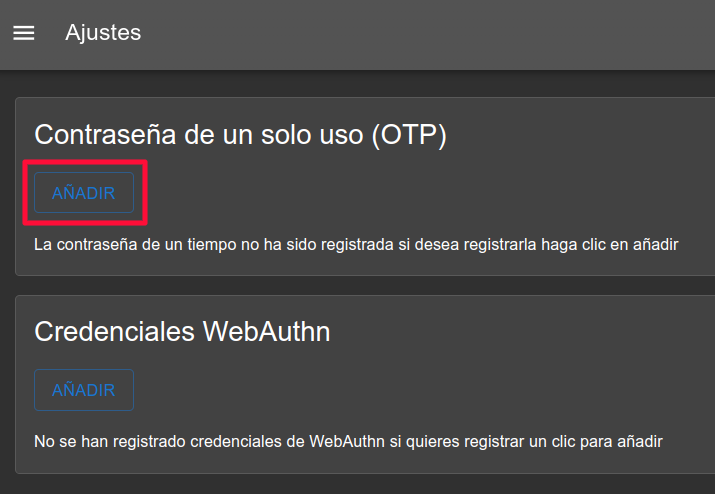 Ajustes
Contraseña de un solo uso (OTP)
AÑADIR
La contraseña de un tiempo no ha sido registrada si desea registrarla haga clic en añadir
Credenciales WebAuthn
AÑADIR
No se han registrado credenciales de WebAuthn si quieres registrar un clic para añadir